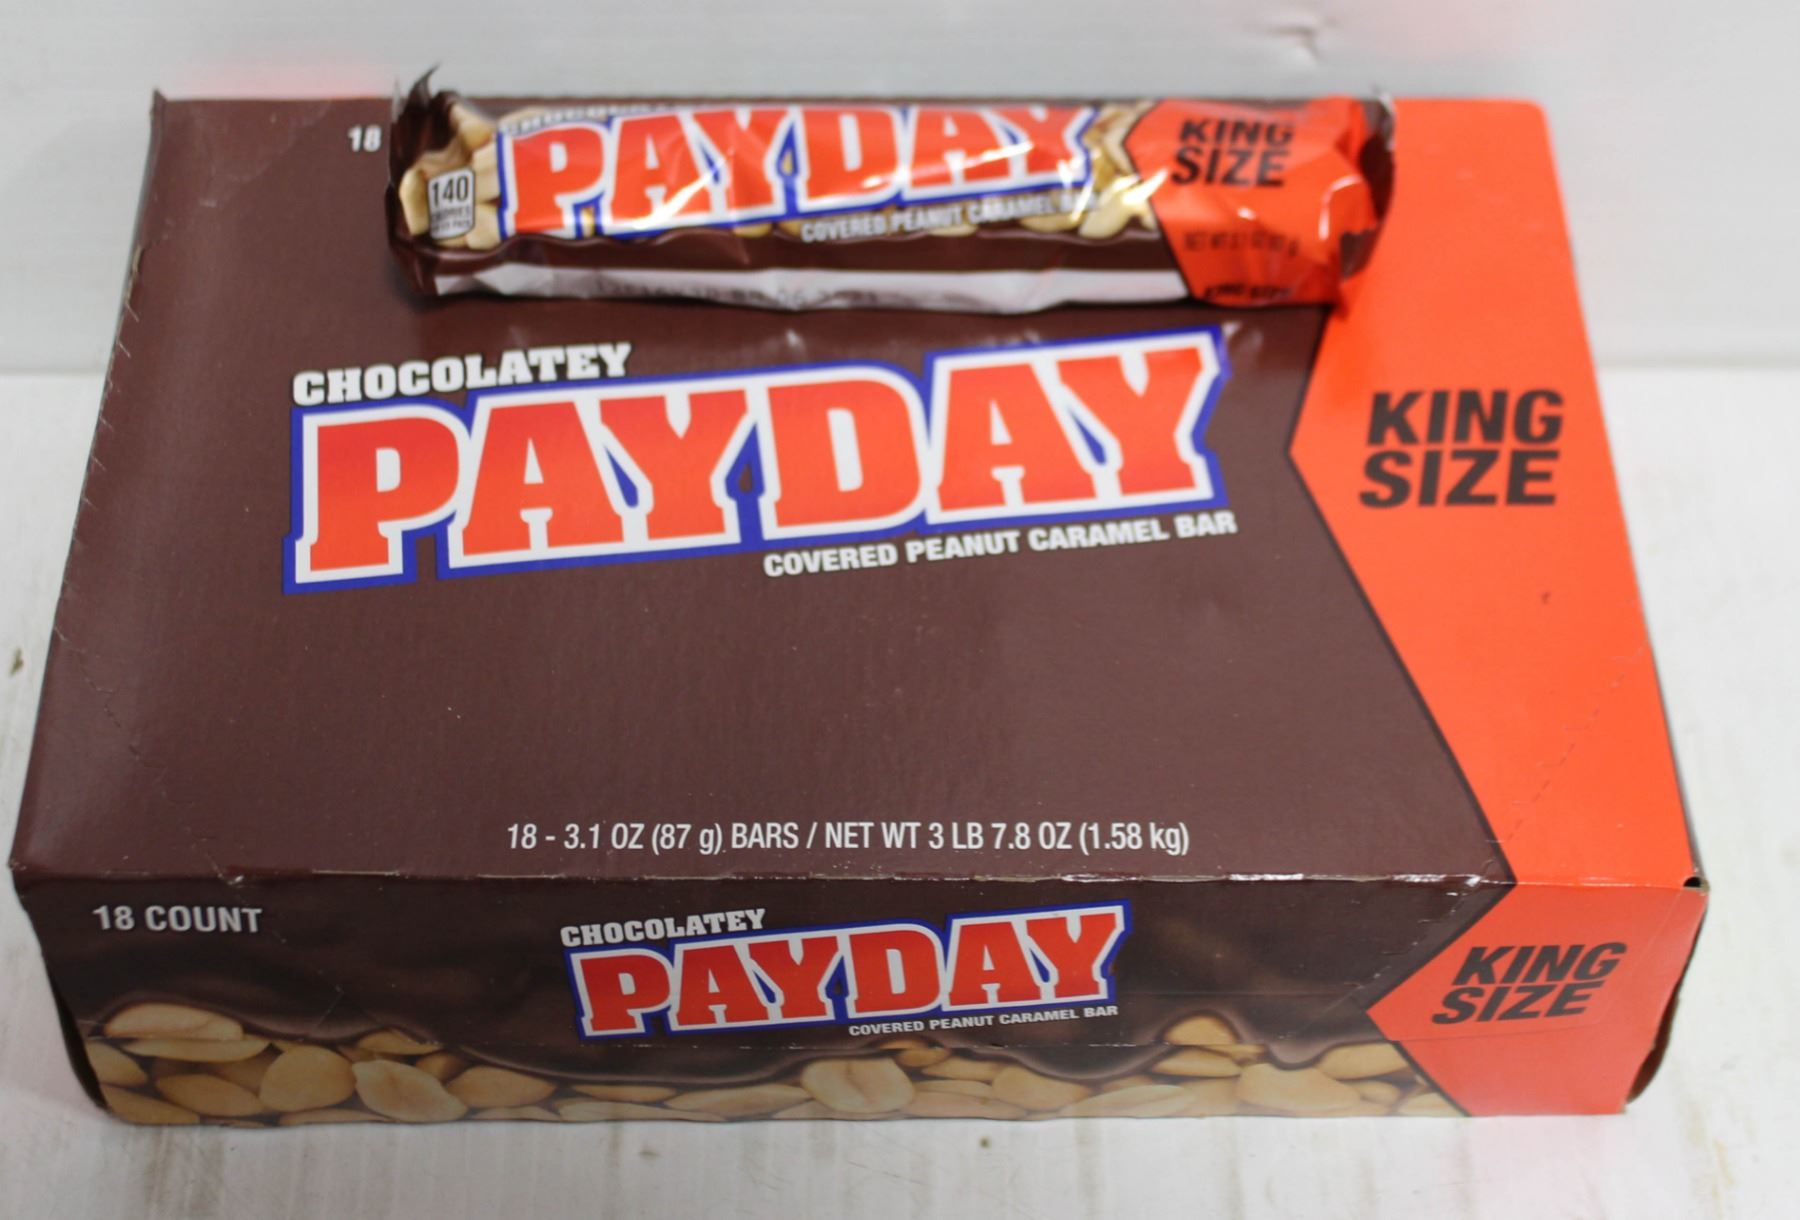 18
PAYDAY
KING
SIZE
140
CALORIES
COVERED PEANUT CARAMEL
CHOCOLATEY
PAYDAY
COVERED PEANUT CARAMEL BAR
KING
SIZE
18 - 3.1 OZ (87 g) BARS / NET WT 3 LB 7.8 OZ (1.58 kg)
18 COUNT
CHOCOLATEY
PAYDAY
COVERED PEANUT CARAMEL BAR
KING
SIZE